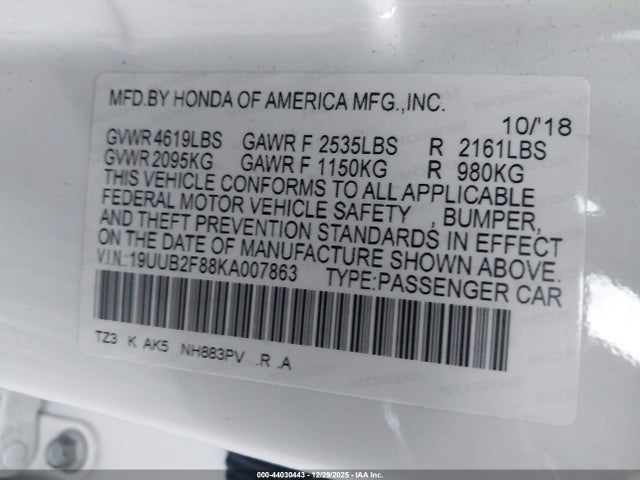 MFD.BY HONDA OF AMERICA MFG.,INC.
10/'18
GVWR 4619LBS GAWR F 2535LBS R 2161LBS
GVWR 2095KG GAWR F 1150KG R 980KG
THIS VEHICLE CONFORMS TO ALL APPLICABLE
FEDERAL MOTOR VEHICLE SAFETY , BUMPER,
AND THEFT PREVENTION STANDARDS IN EFFECT
ON THE DATE OF MANUFACTURE SHOWN ABOVE.
V.I.N.:19UUB2F88KA007863 TYPE:PASSENGER CAR
TZ3 K AK5 NH883PV .R .A
000-44030443 - 12/29/2025 - IAA Inc.